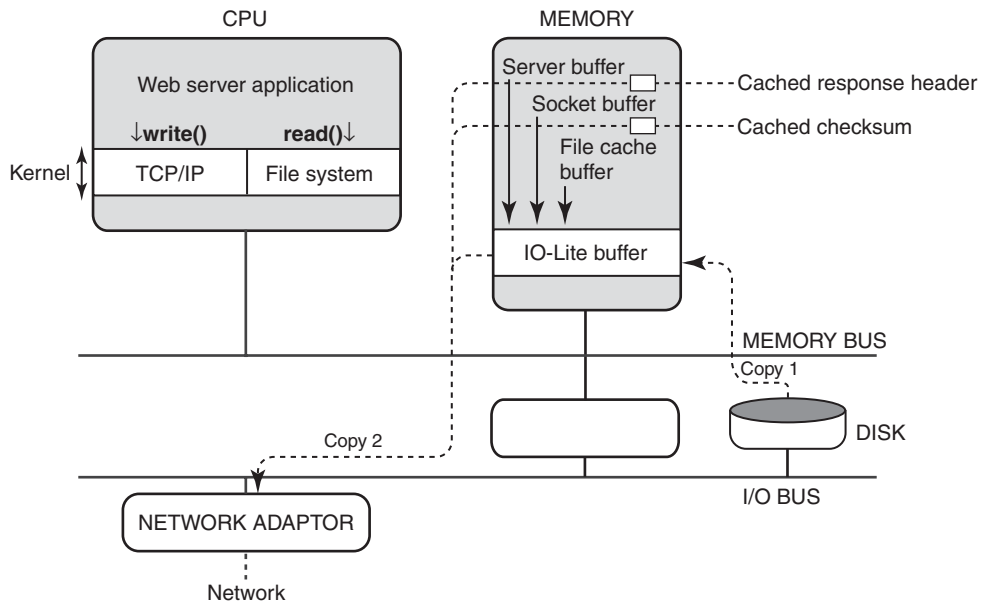 CPU
MEMORY
Web server application
↓write()
read()↓
Kernel
TCP/IP
File system
Server buffer
Socket buffer
File cache
buffer
IO-Lite buffer
Cached response header
Cached checksum
MEMORY BUS
Copy 1
DISK
Copy 2
I/O BUS
NETWORK ADAPTOR
Network